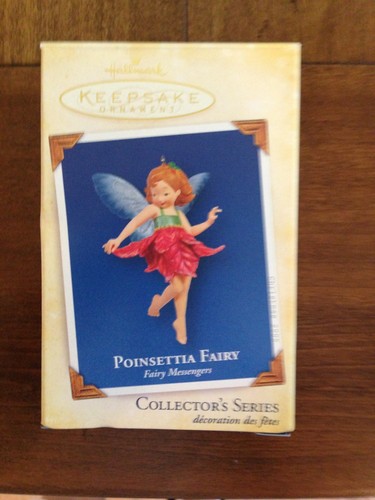 Hallmark
KEEPSAKE
ORNAMENT
POINSETTIA FAIRY
Fairy Messengers
COLLECTOR'S SERIES
décoration des fêtes